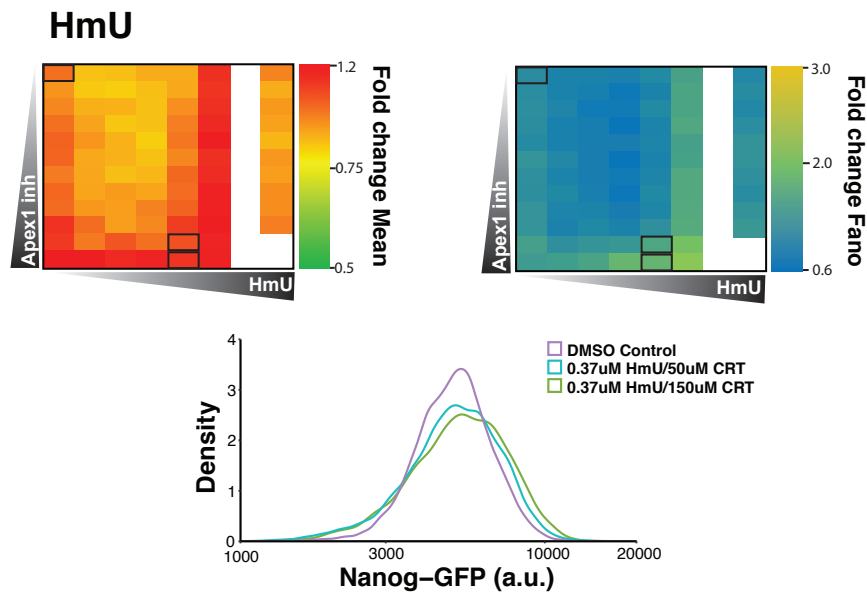 HmU
1.2
0.75
0.5
Fold change Mean
Apex1 inh
HmU
3.0
2.0
0.6
Fold change Fano
Apex1 inh
HmU
4
3
2
1
0
Density
1000
3000
10000
20000
Nanog–GFP (a.u.)
DMSO Control
0.37uM HmU/50uM CRT
0.37uM HmU/150uM CRT